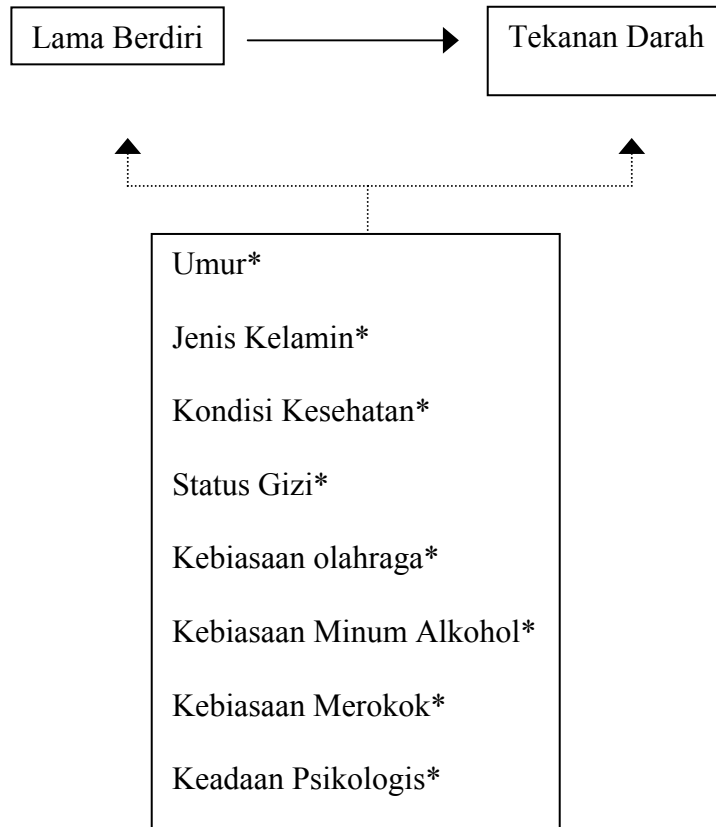 Lama Berdiri
Tekanan Darah
Umur*
Jenis Kelamin*
Kondisi Kesehatan*
Status Gizi*
Kebiasaan olahraga*
Kebiasaan Minum Alkohol*
Kebiasaan Merokok*
Keadaan Psikologis*